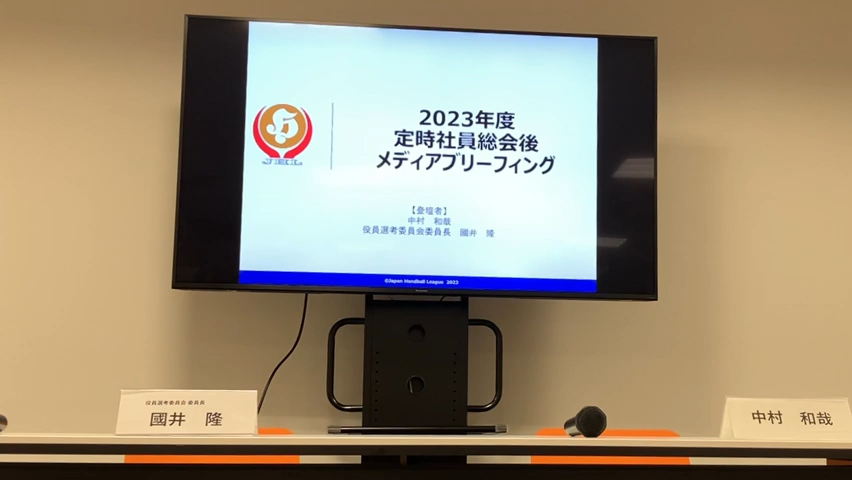 2023年度
定時社員総会後
メディアブリーフィング
【登壇者】
中村 和哉
役員選考委員会委員長 國井 隆
©Japan Handball League 2023
役員選考委員会 委員長
國井 隆
中村 和哉